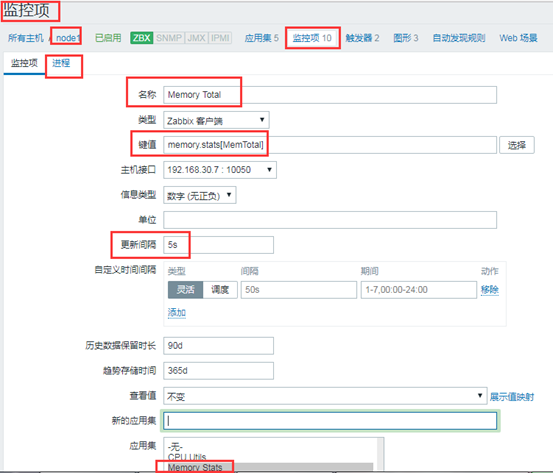 监控项
所有主机 / node1 已启用 ZBX SNMP JMX IPMI 应用集 5 监控项 10 触发器 2 图形 3 自动发现规则 Web 场景
监控项 进程
名称 Memory Total
类型 Zabbix 客户端
键值 memory.stats[MemTotal] 选择
主机接口 192.168.30.7 : 10050
信息类型 数字 (无正负)
单位
更新间隔 5s
自定义时间间隔 类型 间隔 期间 动作
灵活 调度 50s 1-7,00:00-24:00 移除
添加
历史数据保留时长 90d
趋势存储时间 365d
查看值 不变 展示值映射
新的应用集
应用集 -无-
CPU Utils
Memory Stats